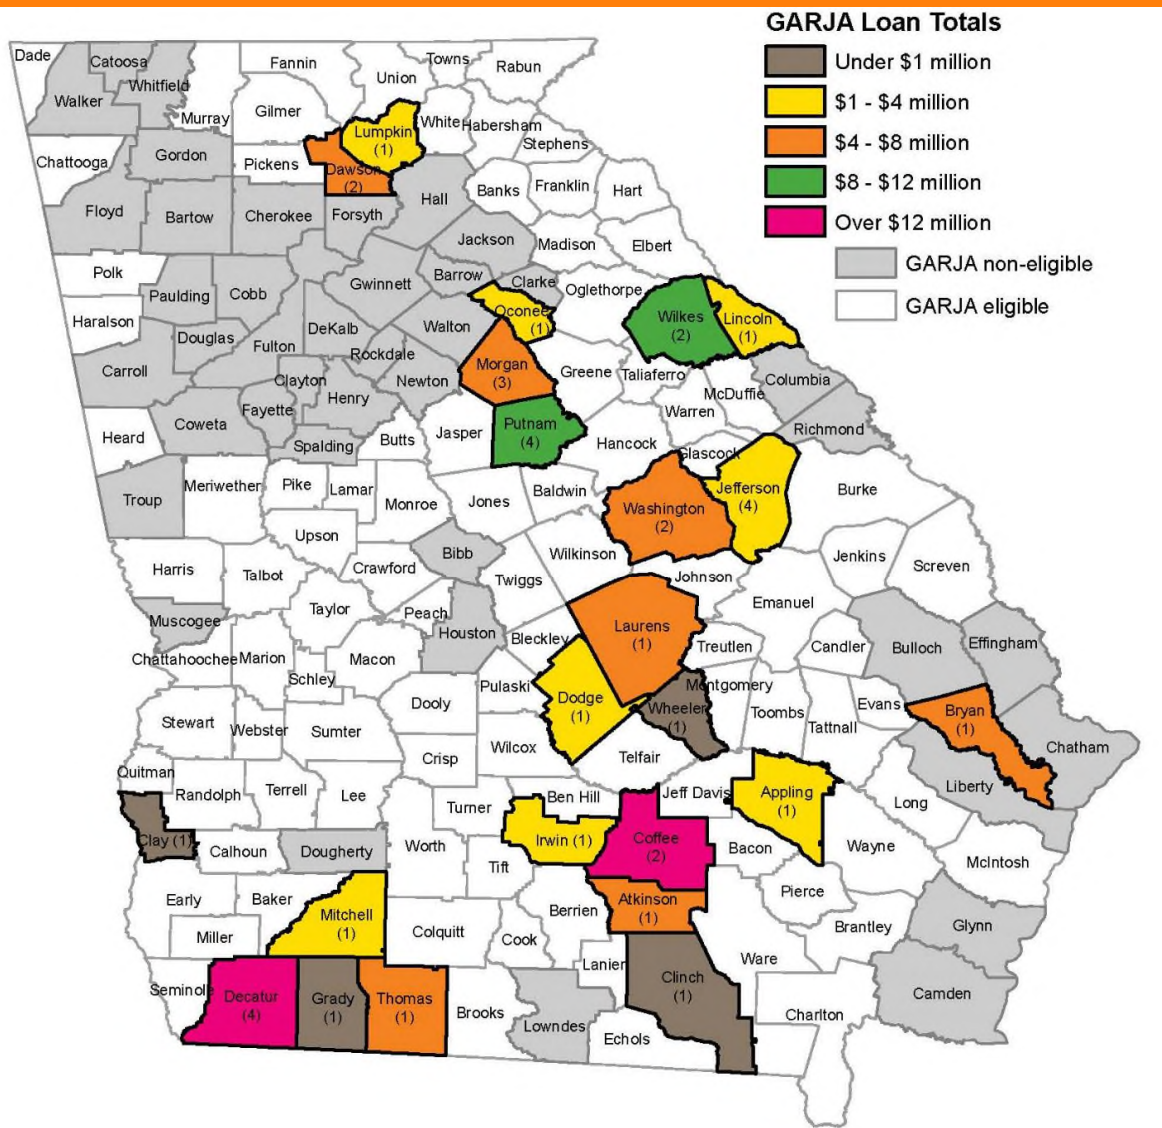 GARJA Loan Totals
Under $1 million
$1 - $4 million
$4 - $8 million
$8 - $12 million
Over $12 million
GARJA non-eligible
GARJA eligible
Dade
Catoosa
Whitfield
Walker
Murray
Fannin
Gilmer
Union
Towns
Rabun
White
Habersham
Stephens
Lumpkin
(1)
Chattooga
Gordon
Pickens
Dawson
(2)
Hall
Banks
Franklin
Hart
Floyd
Bartow
Cherokee
Forsyth
Jackson
Madison
Elbert
Polk
Paulding
Cobb
Gwinnett
Barrow
Clarke
Oglethorpe
Oconee
(1)
Wilkes
(2)
Lincoln
(1)
Haralson
Douglas
Fulton
DeKalb
Rockdale
Walton
Morgan
(3)
Greene
Taliaferro
McDuffie
Columbia
Carroll
Clayton
Henry
Newton
Fayette
Coweta
Spalding
Heard
Butts
Jasper
Putnam
(4)
Hancock
Warren
Richmond
Glascock
Troup
Meriwether
Pike
Lamar
Monroe
Jones
Baldwin
Washington
(2)
Jefferson
(4)
Burke
Upson
Bibb
Wilkinson
Johnson
Jenkins
Screven
Harris
Talbot
Crawford
Twiggs
Taylor
Peach
Emanuel
Muscogee
Houston
Bleckley
Laurens
(1)
Treutlen
Candler
Bulloch
Effingham
Chattahoochee
Marion
Macon
Schley
Pulaski
Dodge
(1)
Wheeler
(1)
Montgomery
Toombs
Tattnall
Evans
Bryan
(1)
Chatham
Stewart
Webster
Sumter
Dooly
Crisp
Wilcox
Telfair
Liberty
Quitman
Randolph
Terrell
Lee
Turner
Ben Hill
Jeff Davis
Appling
(1)
Long
Clay (1)
Calhoun
Dougherty
Worth
Tift
Irwin (1)
Coffee
(2)
Bacon
Wayne
McIntosh
Early
Baker
Mitchell
(1)
Miller
Colquitt
Cook
Berrien
Atkinson
(1)
Pierce
Brantley
Glynn
Seminole
Decatur
(4)
Grady
(1)
Thomas
(1)
Brooks
Lanier
Clinch
(1)
Ware
Camden
Lowndes
Echols
Charlton